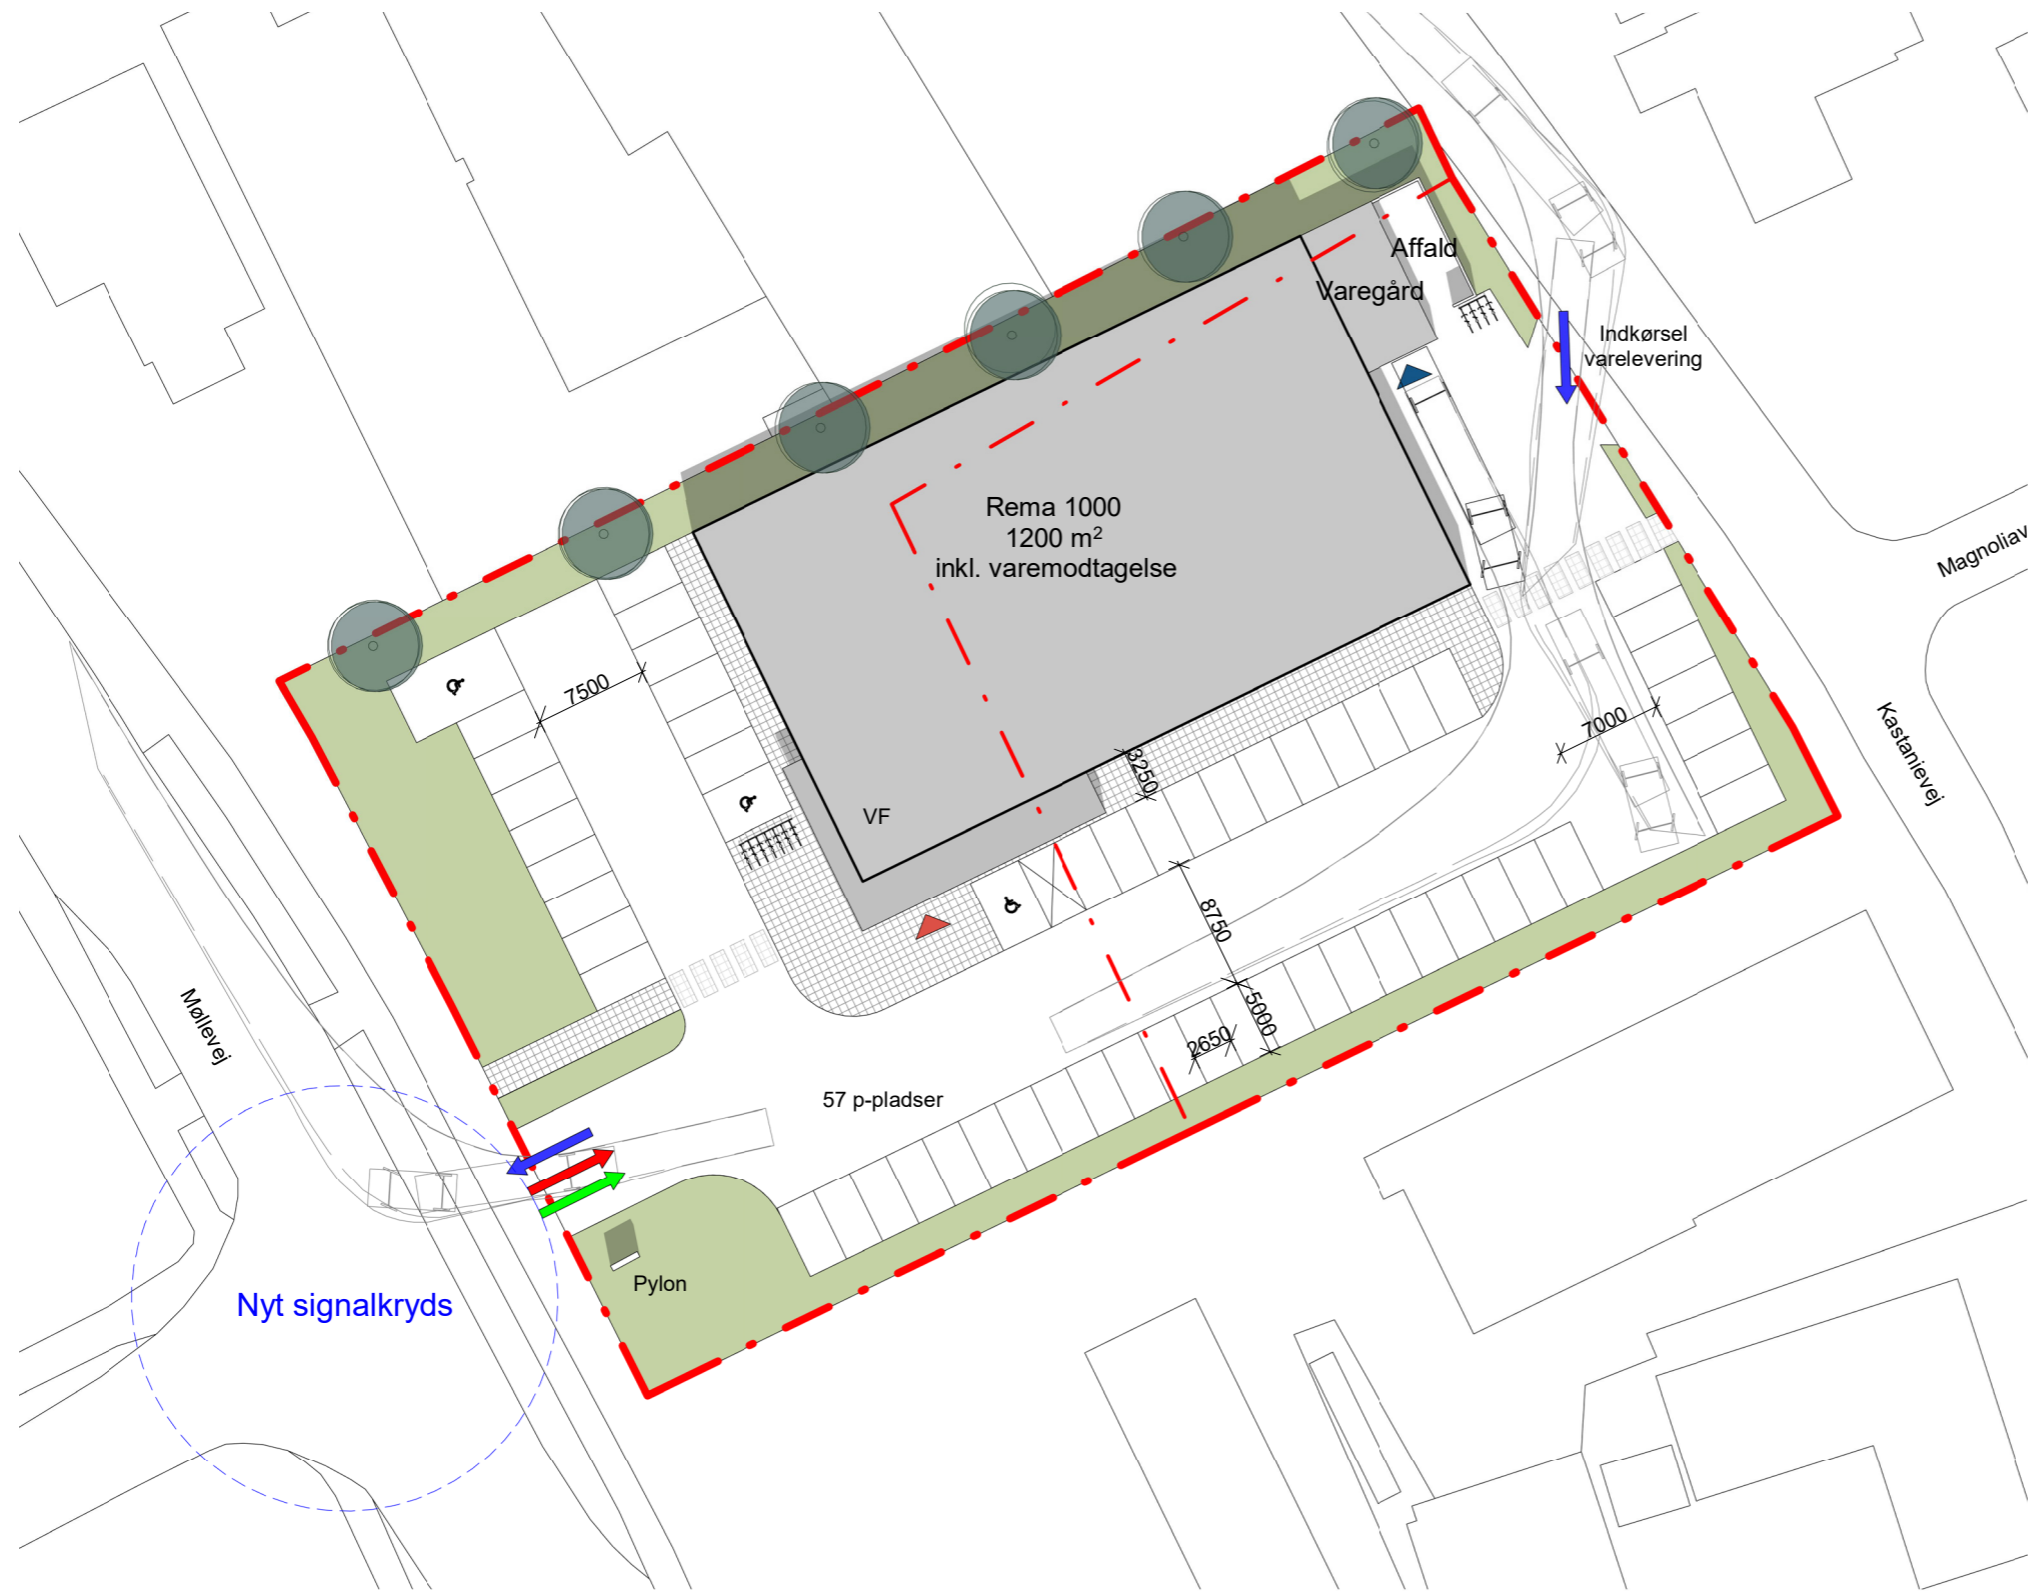 Affald
Varegård
Indkørsel
varelevering
Rema 1000
1200 m²
inkl. varemodtagelse
Magnoliav
7500
7000
Kastanievej
3250
VF
8750
5000
2650
Møllevej
57 p-pladser
Pylon
Nyt signalkryds